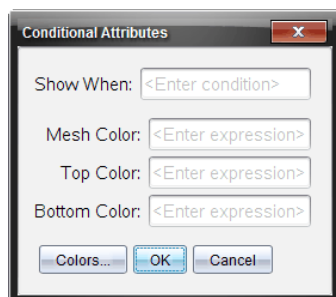 Conditional Attributes
Show When: <Enter condition>
Mesh Color: <Enter expression>
Top Color: <Enter expression>
Bottom Color: <Enter expression>
Colors... OK Cancel